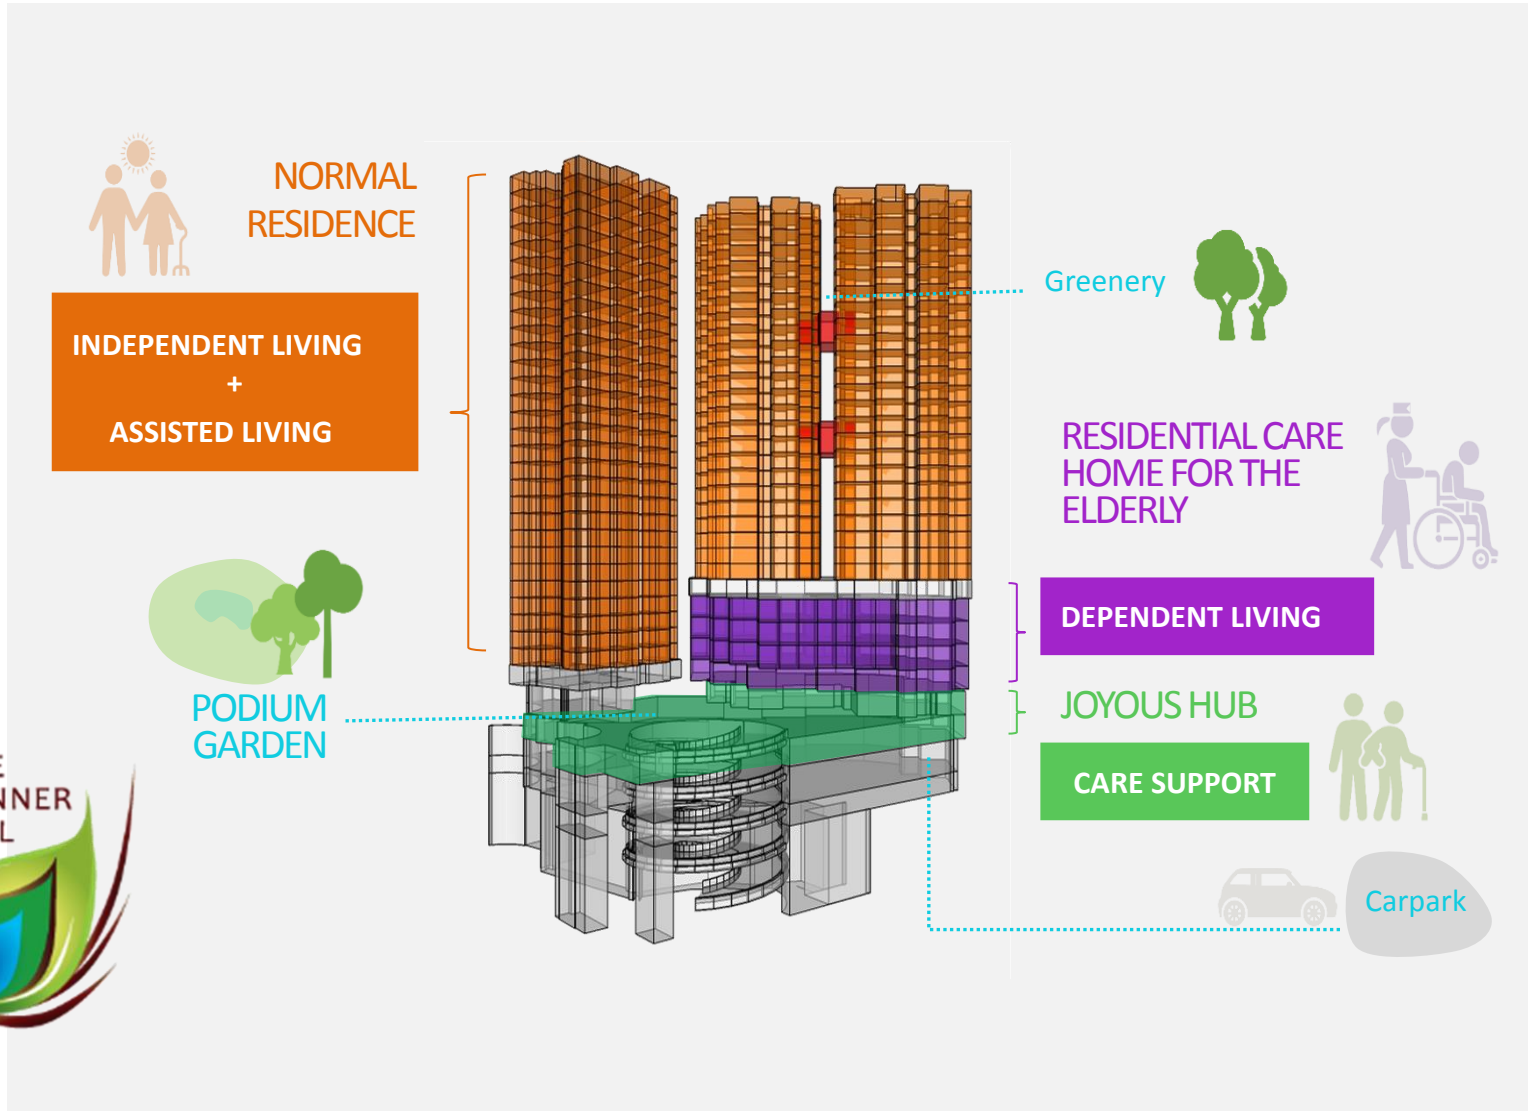 NORMAL
RESIDENCE
INDEPENDENT LIVING
+
ASSISTED LIVING
Greenery
RESIDENTIAL CARE
HOME FOR THE
ELDERLY
DEPENDENT LIVING
PODIUM
GARDEN
JOYOUS HUB
CARE SUPPORT
Carpark